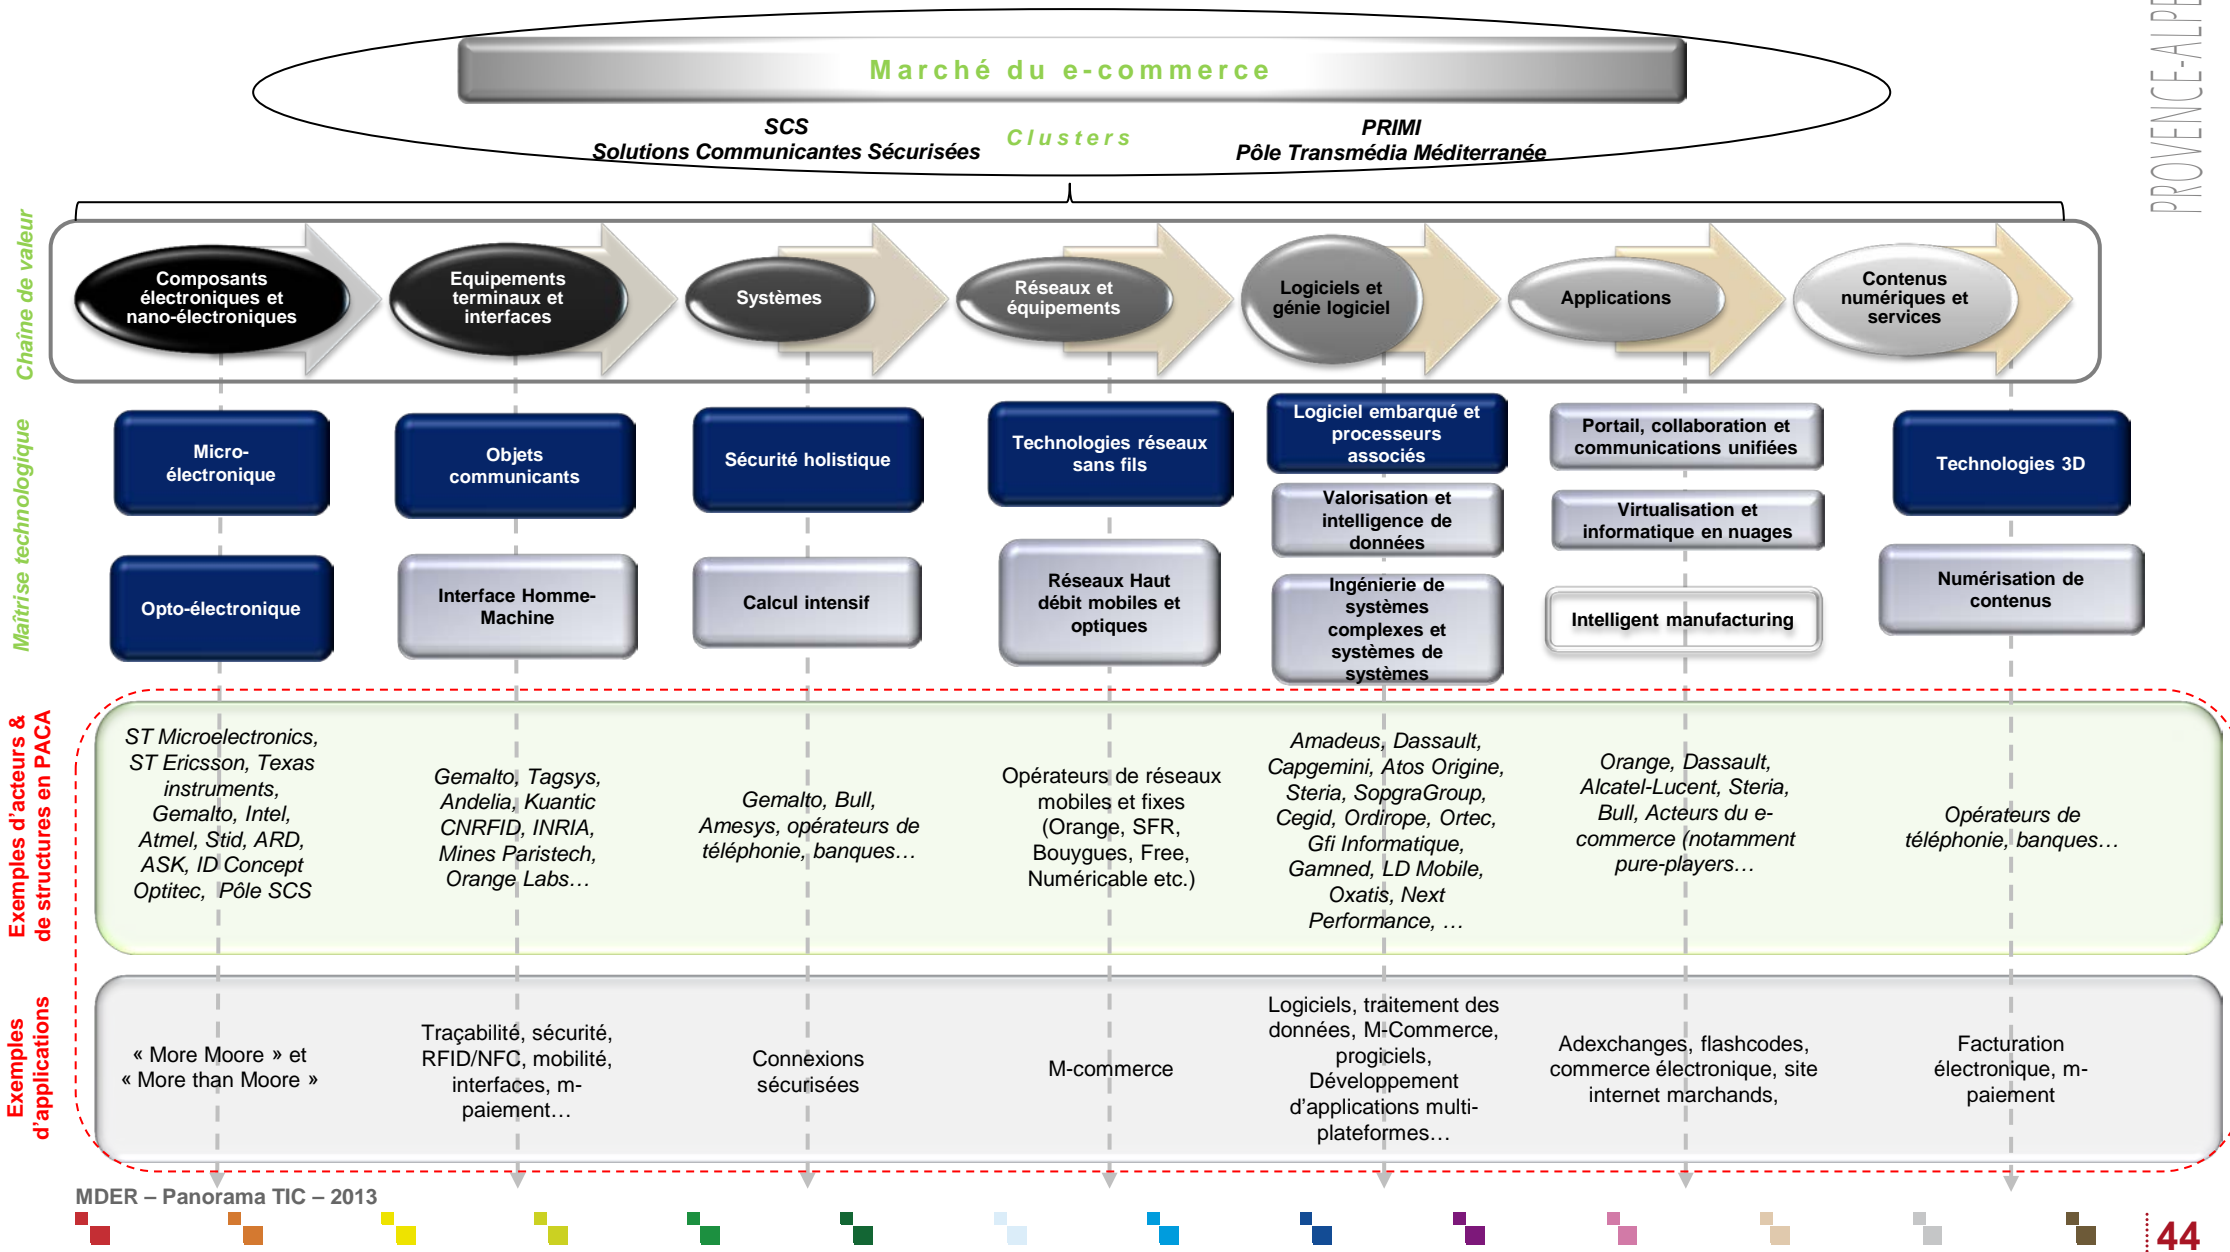 PROVENCE-ALPE
Marché du e-commerce
SCS
Solutions Communicantes Sécurisées
Clusters
PRIMI
Pôle Transmédia Méditerranée
Chaîne de valeur
Composants
électroniques et
nano-électroniques
Equipements
terminaux et
interfaces
Systèmes
Réseaux et
équipements
Logiciels et
génie logiciel
Applications
Contenus
numériques et
services
Maîtrise technologique
Micro-
électronique
Objets
communicants
Sécurité holistique
Technologies réseaux
sans fils
Logiciel embarqué et
processeurs
associés
Portail, collaboration et
communications unifiées
Technologies 3D
Valorisation et
intelligence de
données
Virtualisation et
informatique en nuages
Opto-électronique
Interface Homme-
Machine
Calcul intensif
Réseaux Haut
débit mobiles et
optiques
Ingénierie de
systèmes
complexes et
systèmes de
systèmes
Intelligent manufacturing
Numérisation de
contenus
Exemples d'acteurs &
de structures en PACA
ST Microelectronics,
ST Ericsson, Texas
instruments,
Gemalto, Intel,
Atmel, Stid, ARD,
ASK, ID Concept
Optitec, Pôle SCS
Gemalto, Tagsys,
Andelia, Kuantic
CNRFID, INRIA,
Mines Paristech,
Orange Labs…
Gemalto, Bull,
Amesys, opérateurs de
téléphonie, banques…
Opérateurs de réseaux
mobiles et fixes
(Orange, SFR,
Bouygues, Free,
Numéricable etc.)
Amadeus, Dassault,
Capgemini, Atos Origine,
Steria, SopgraGroup,
Cegid, Ordirope, Ortec,
Gfi Informatique,
Gamned, LD Mobile,
Oxatis, Next
Performance, …
Orange, Dassault,
Alcatel-Lucent, Steria,
Bull, Acteurs du e-
commerce (notamment
pure-players…
Opérateurs de
téléphonie, banques…
Exemples
d'applications
« More Moore » et
« More than Moore »
Traçabilité, sécurité,
RFID/NFC, mobilité,
interfaces, m-
paiement…
Connexions
sécurisées
M-commerce
Logiciels, traitement des
données, M-Commerce,
progiciels,
Développement
d'applications multi-
plateformes…
Adexchanges, flashcodes,
commerce électronique, site
internet marchands,
Facturation
électronique, m-
paiement
MDER – Panorama TIC – 2013
44